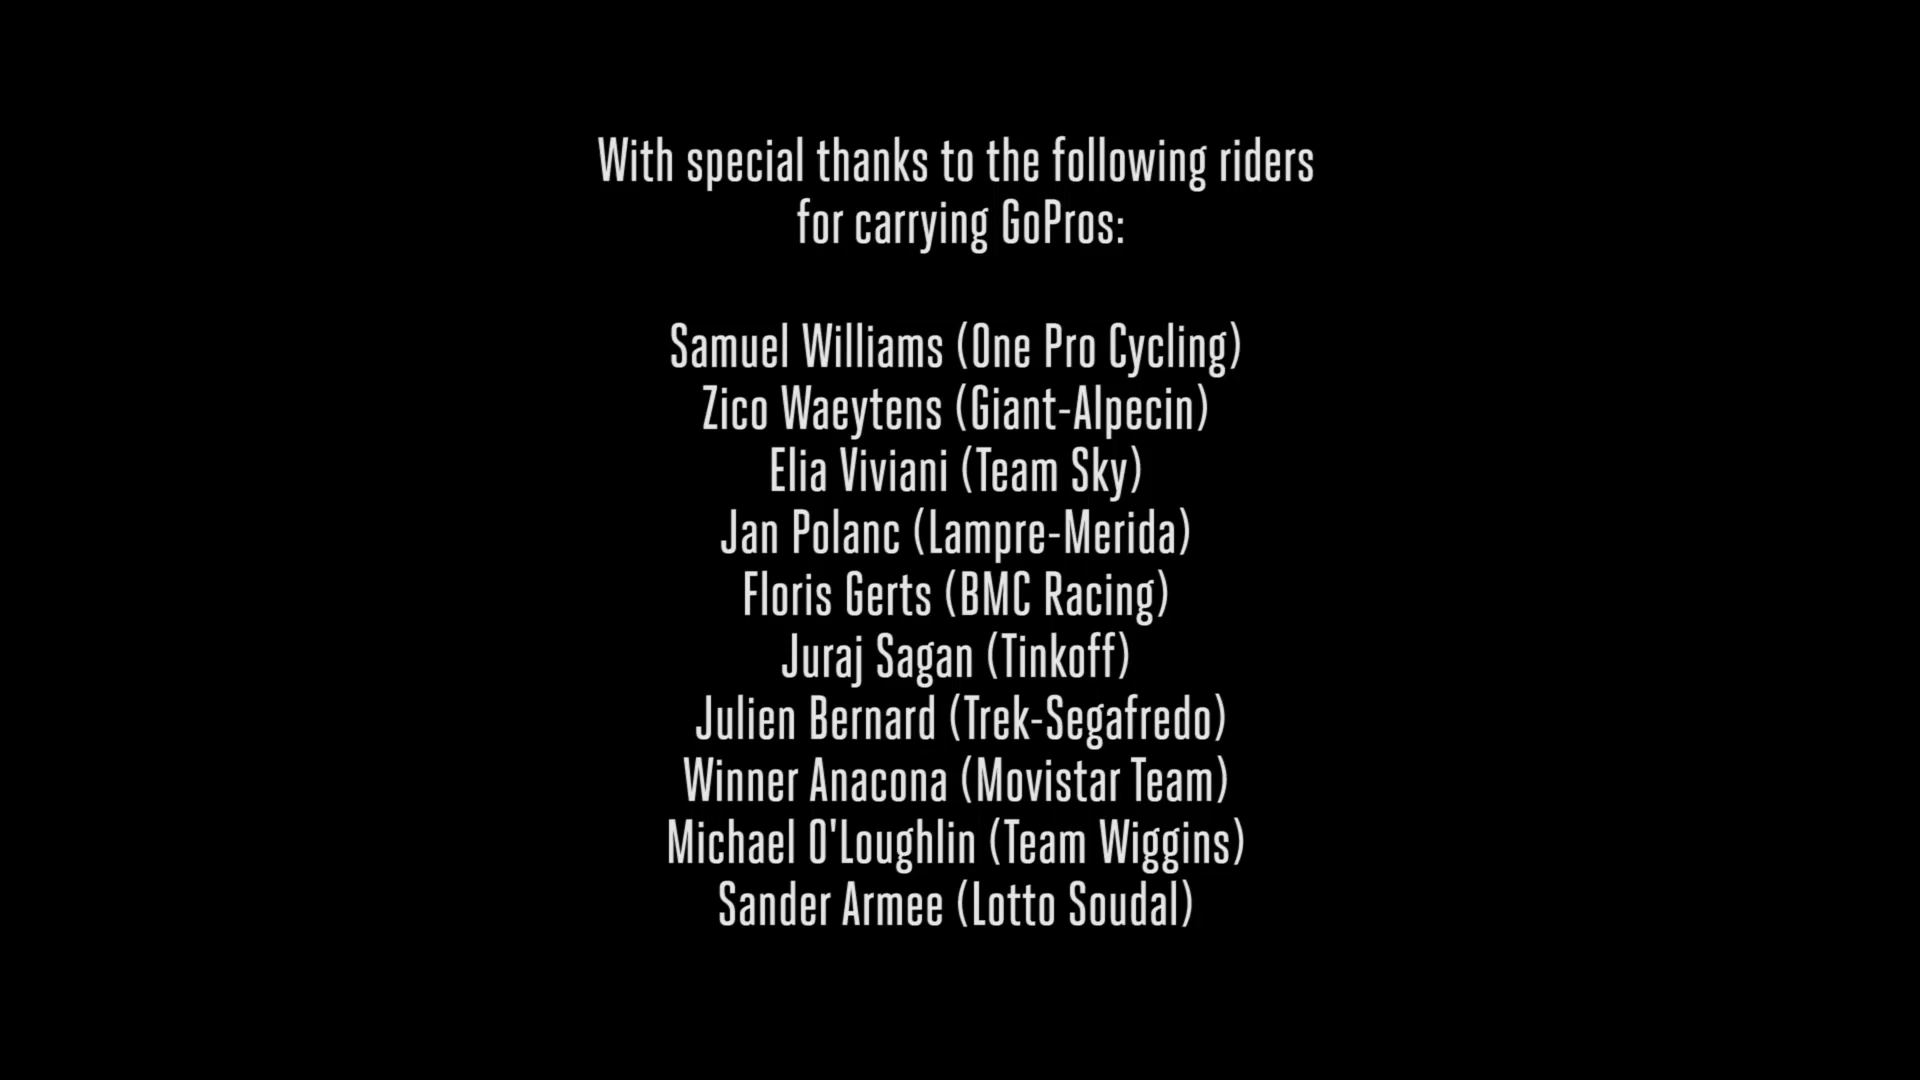 With special thanks to the following riders
for carrying GoPros:
Samuel Williams (One Pro Cycling)
Zico Waeytens (Giant-Alpecin)
Elia Viviani (Team Sky)
Jan Polanc (Lampre-Merida)
Floris Gerts (BMC Racing)
Juraj Sagan (Tinkoff)
Julien Bernard (Trek-Segafredo)
Winner Anacona (Movistar Team)
Michael O'Loughlin (Team Wiggins)
Sander Armee (Lotto Soudal)